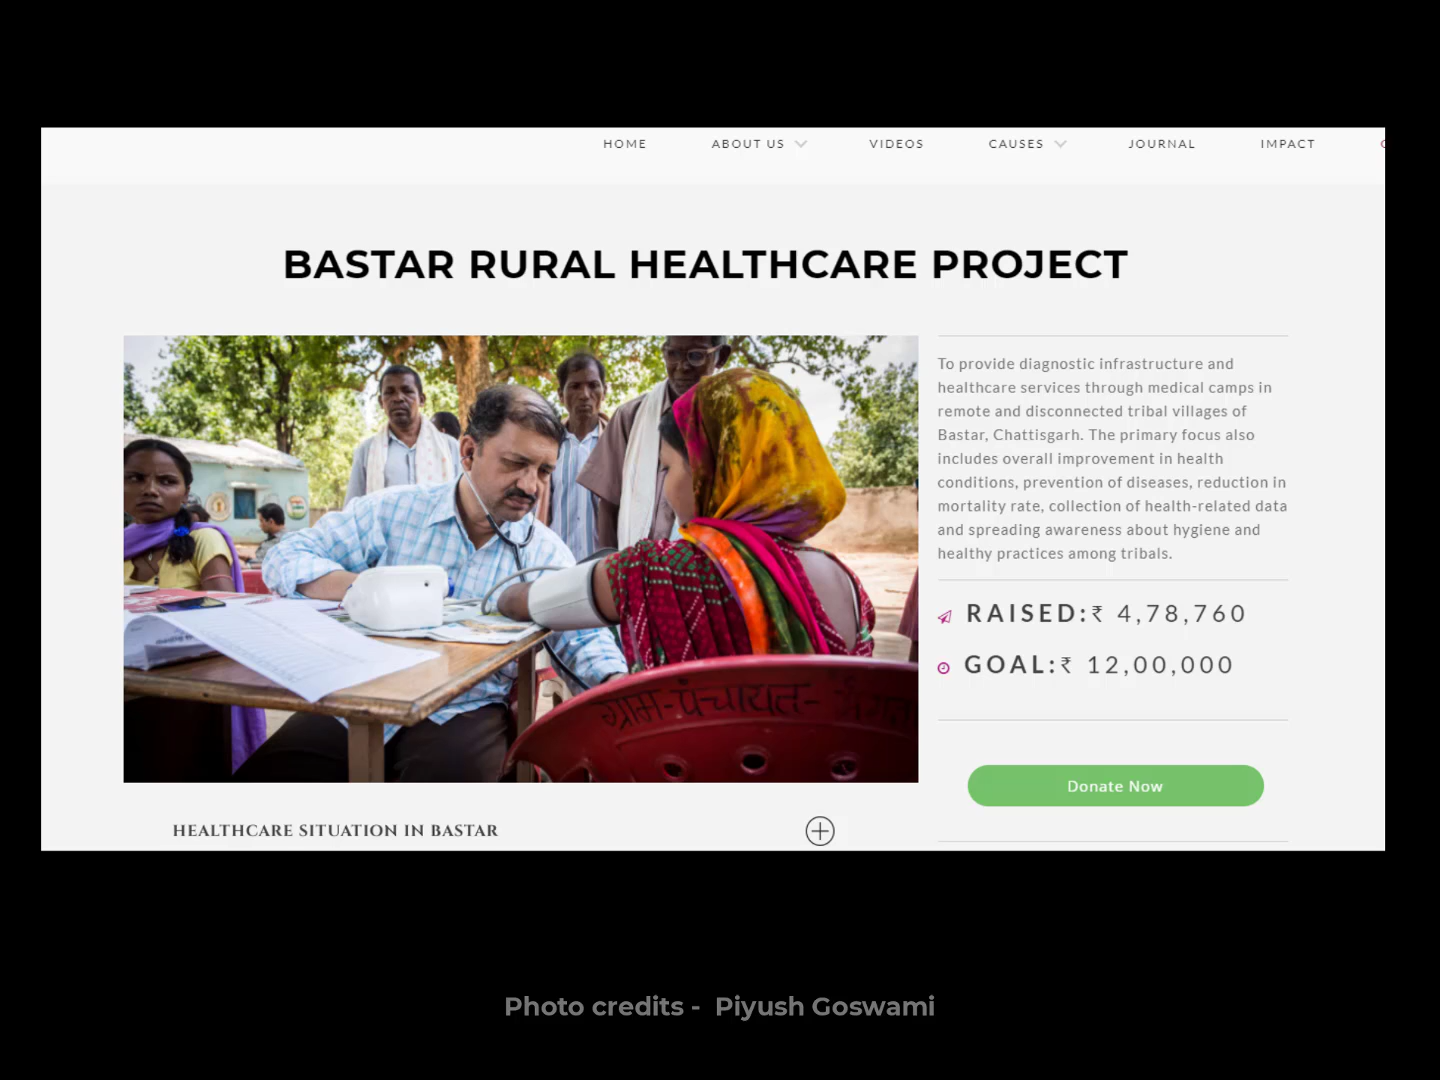 HOME ABOUT US VIDEOS CAUSES JOURNAL IMPACT
BASTAR RURAL HEALTHCARE PROJECT
To provide diagnostic infrastructure and
healthcare services through medical camps in
remote and disconnected tribal villages of
Bastar, Chattisgarh. The primary focus also
includes overall improvement in health
conditions, prevention of diseases, reduction in
mortality rate, collection of health-related data
and spreading awareness about hygiene and
healthy practices among tribals.
RAISED:₹ 4,78,760
GOAL:₹ 12,00,000
Donate Now
ग्राम-पंचायत-
HEALTHCARE SITUATION IN BASTAR
Photo credits - Piyush Goswami